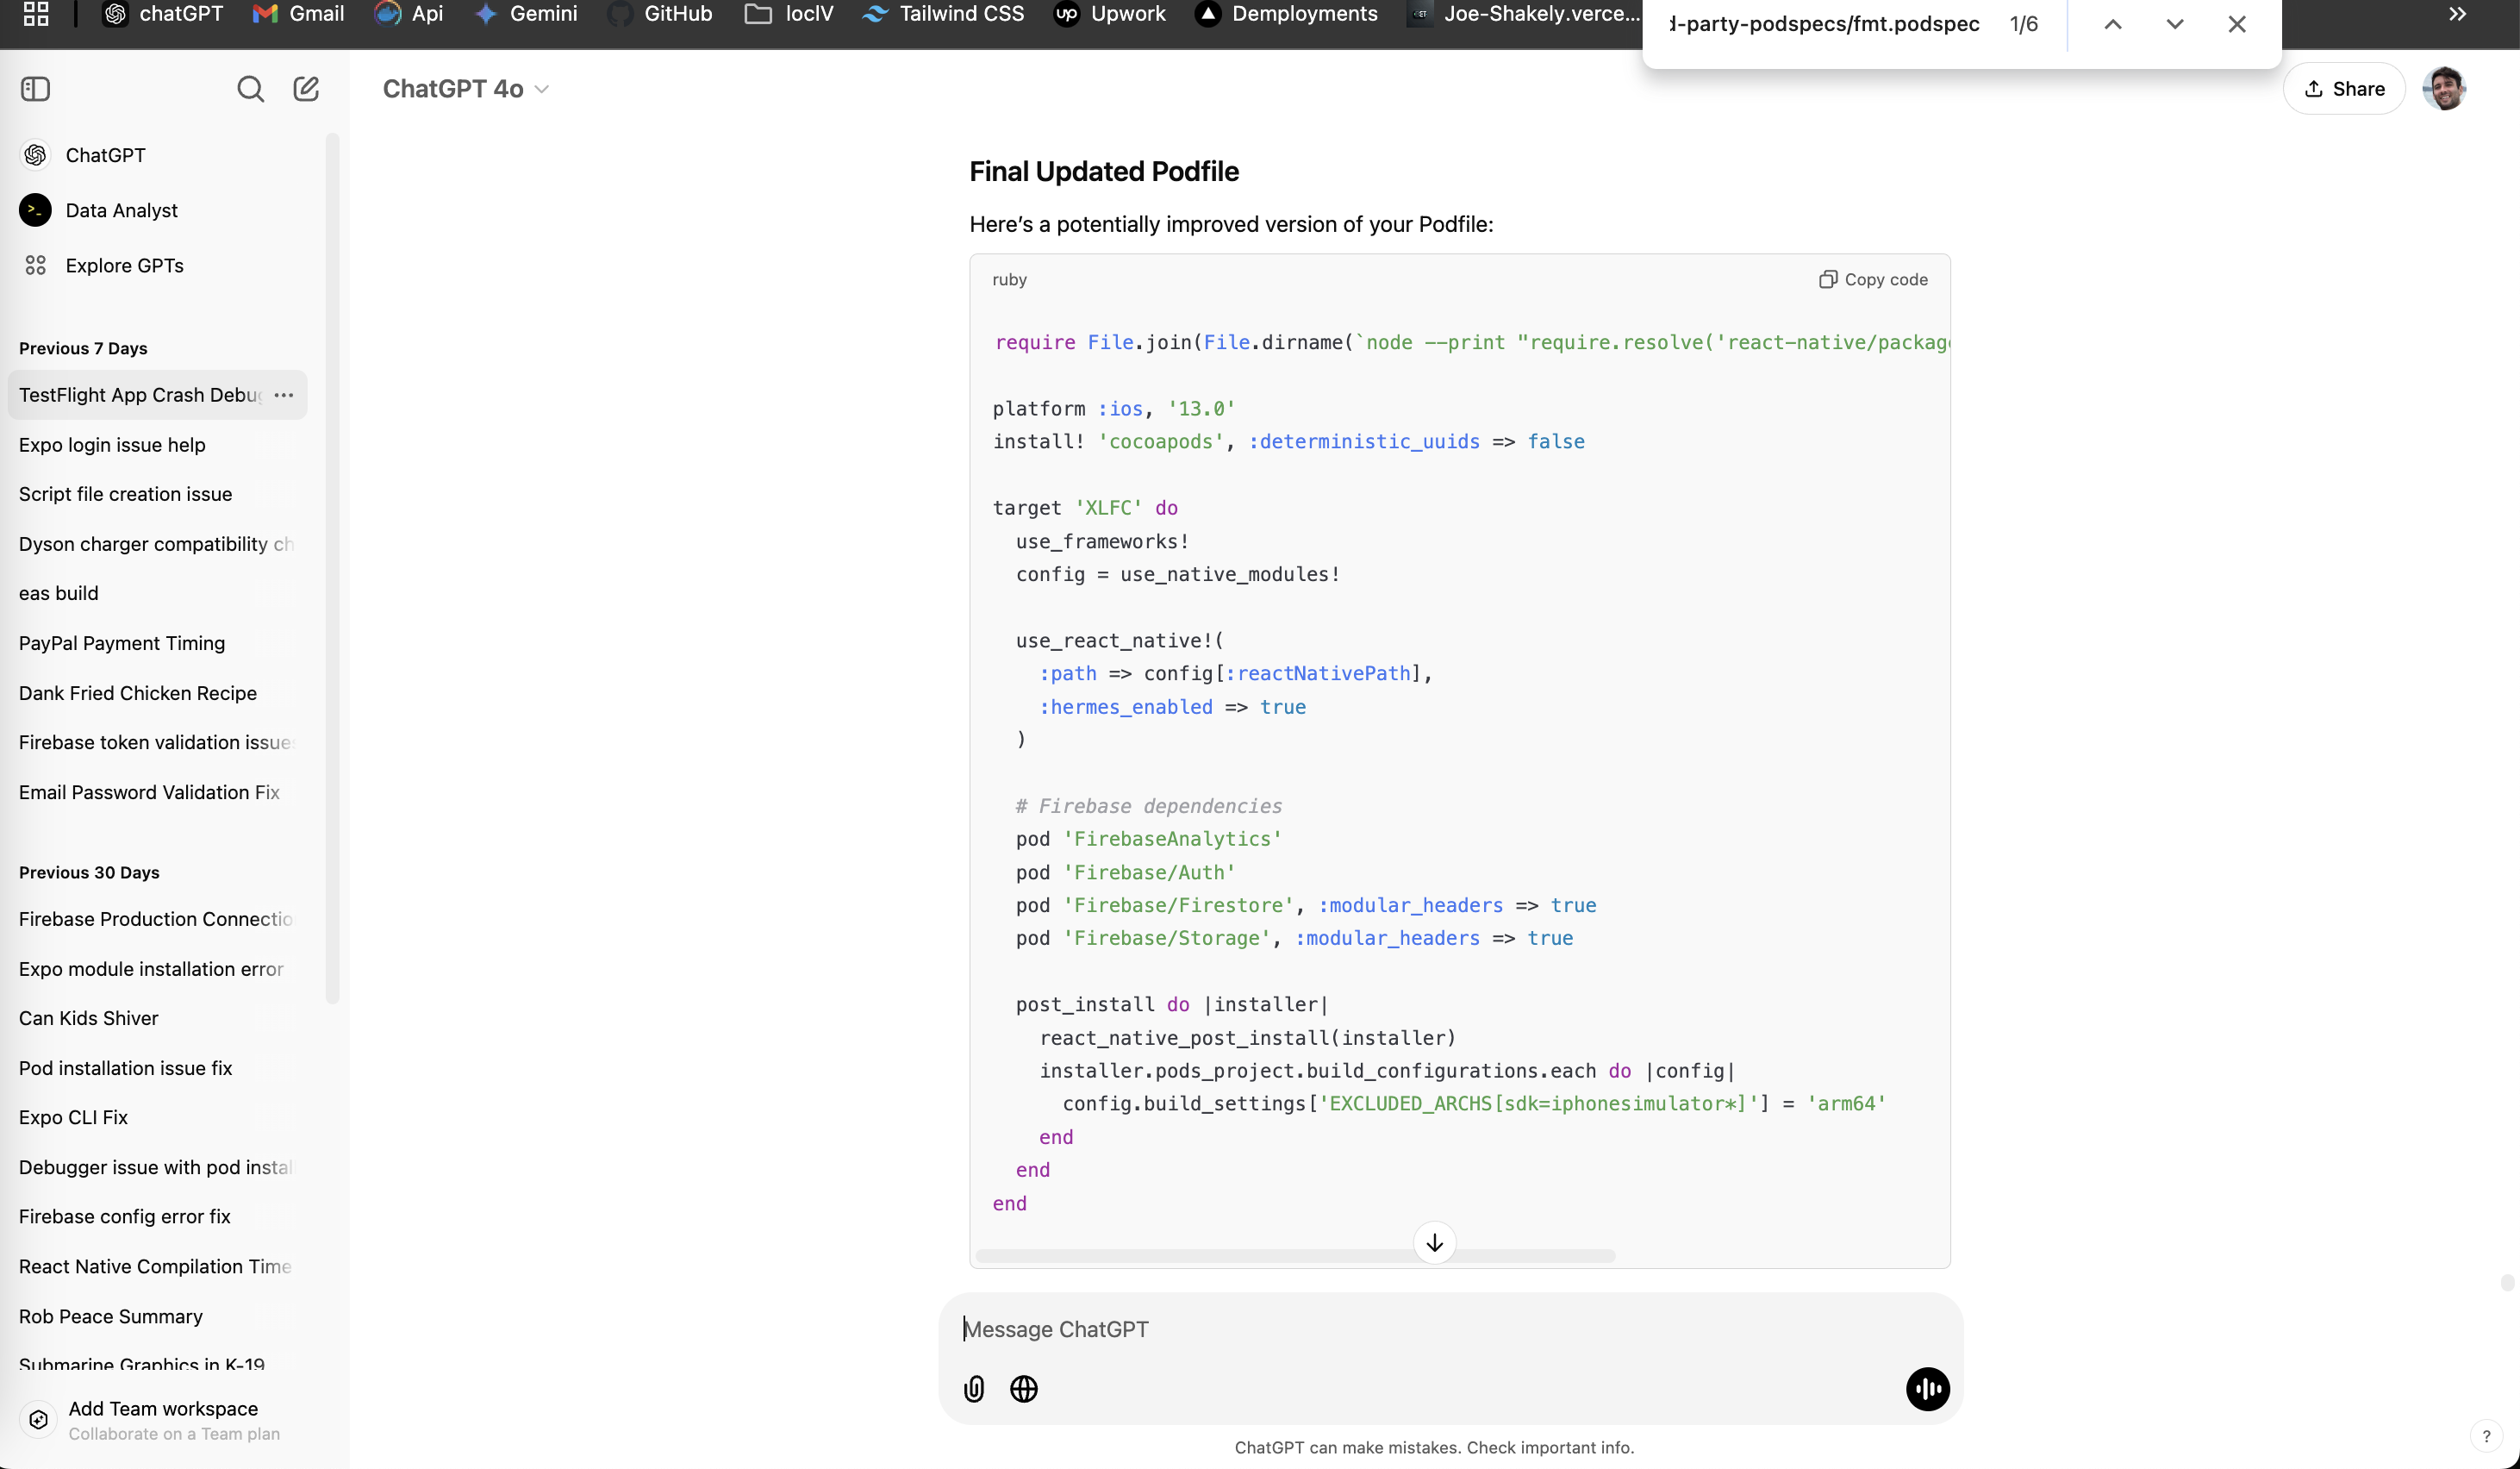 chatGPT
Gmail
Api
Gemini
GitHub
loclV
Tailwind CSS
up Upwork
Demployments
Joe-Shakely.verce...
d-party-podspecs/fmt.podspec 1/6
ChatGPT 4o
Share
ChatGPT
Data Analyst
Explore GPTs
Previous 7 Days
TestFlight App Crash Debug
Expo login issue help
Script file creation issue
Dyson charger compatibility ch
eas build
PayPal Payment Timing
Dank Fried Chicken Recipe
Firebase token validation issues
Email Password Validation Fix
Previous 30 Days
Firebase Production Connectio
Expo module installation error
Can Kids Shiver
Pod installation issue fix
Expo CLI Fix
Debugger issue with pod instal
Firebase config error fix
React Native Compilation Time
Rob Peace Summary
Submarine Graphics in K-19
Add Team workspace
Collaborate on a Team plan
Final Updated Podfile
Here’s a potentially improved version of your Podfile:
ruby
Copy code
require File.join(File.dirname(`node --print "require.resolve('react-native/package
platform :ios, '13.0'
install! 'cocoapods', :deterministic_uuids => false
target 'XLFC' do
  use_frameworks!
  config = use_native_modules!
  use_react_native!(
    :path => config[:reactNativePath],
    :hermes_enabled => true
  )
  # Firebase dependencies
  pod 'FirebaseAnalytics'
  pod 'Firebase/Auth'
  pod 'Firebase/Firestore', :modular_headers => true
  pod 'Firebase/Storage', :modular_headers => true
  post_install do |installer|
    react_native_post_install(installer)
    installer.pods_project.build_configurations.each do |config|
      config.build_settings['EXCLUDED_ARCHS[sdk=iphonesimulator*]'] = 'arm64'
    end
  end
end
Message ChatGPT
ChatGPT can make mistakes. Check important info.
?